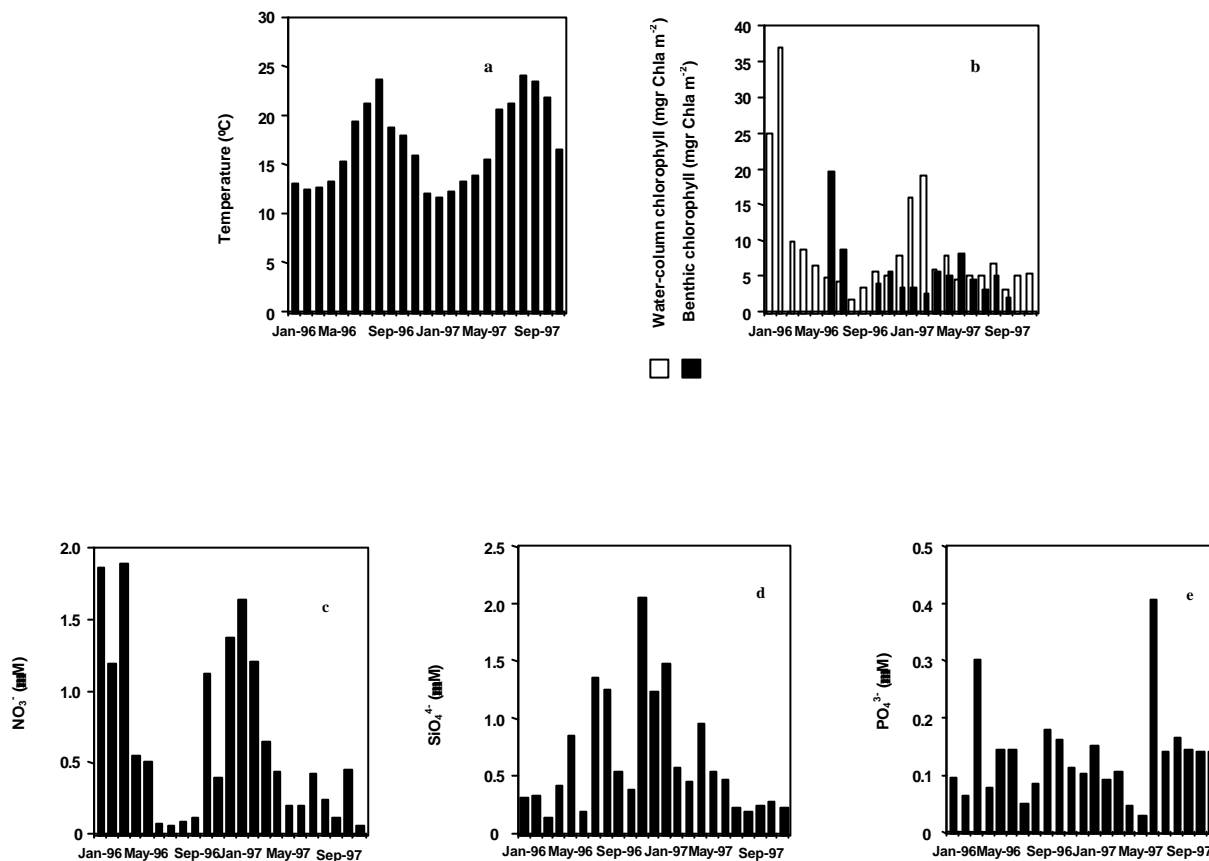 30
25
20
15
10
5
0
Temperature (ºC)
a
Jan-96 Ma-96 Sep-96 Jan-97 May-97 Sep-97
40
35
30
25
20
15
10
5
0
Water-column chlorophyll (mgr Chla m⁻²)
Benthic chlorophyll (mgr Chla m⁻²)
b
Jan-96 May-96 Sep-96 Jan-97 May-97 Sep-97
2.0
1.5
1.0
0.5
0
NO₃⁻ (mM)
c
Jan-96 May-96 Sep-96 Jan-97 May-97 Sep-97
2.5
2.0
1.5
1.0
0.5
0
SiO₄⁴⁻ (mM)
d
Jan-96 May-96 Sep-96 Jan-97 May-97 Sep-97
0.5
0.4
0.3
0.2
0.1
0
PO₄³⁻ (mM)
e
Jan-96 May-96 Sep-96 Jan-97 May-97 Sep-97